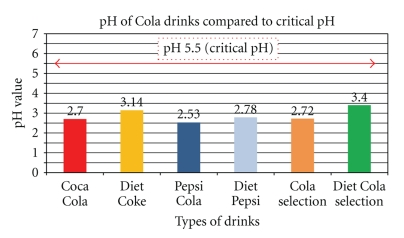 pH of Cola drinks compared to critical pH
pH 5.5 (critical pH)
pH value
7
6
5
4
3
2
1
0
2.7
3.14
2.53
2.78
2.72
3.4
Coca Cola
Diet Coke
Pepsi Cola
Diet Pepsi
Cola selection
Diet Cola selection
Types of drinks